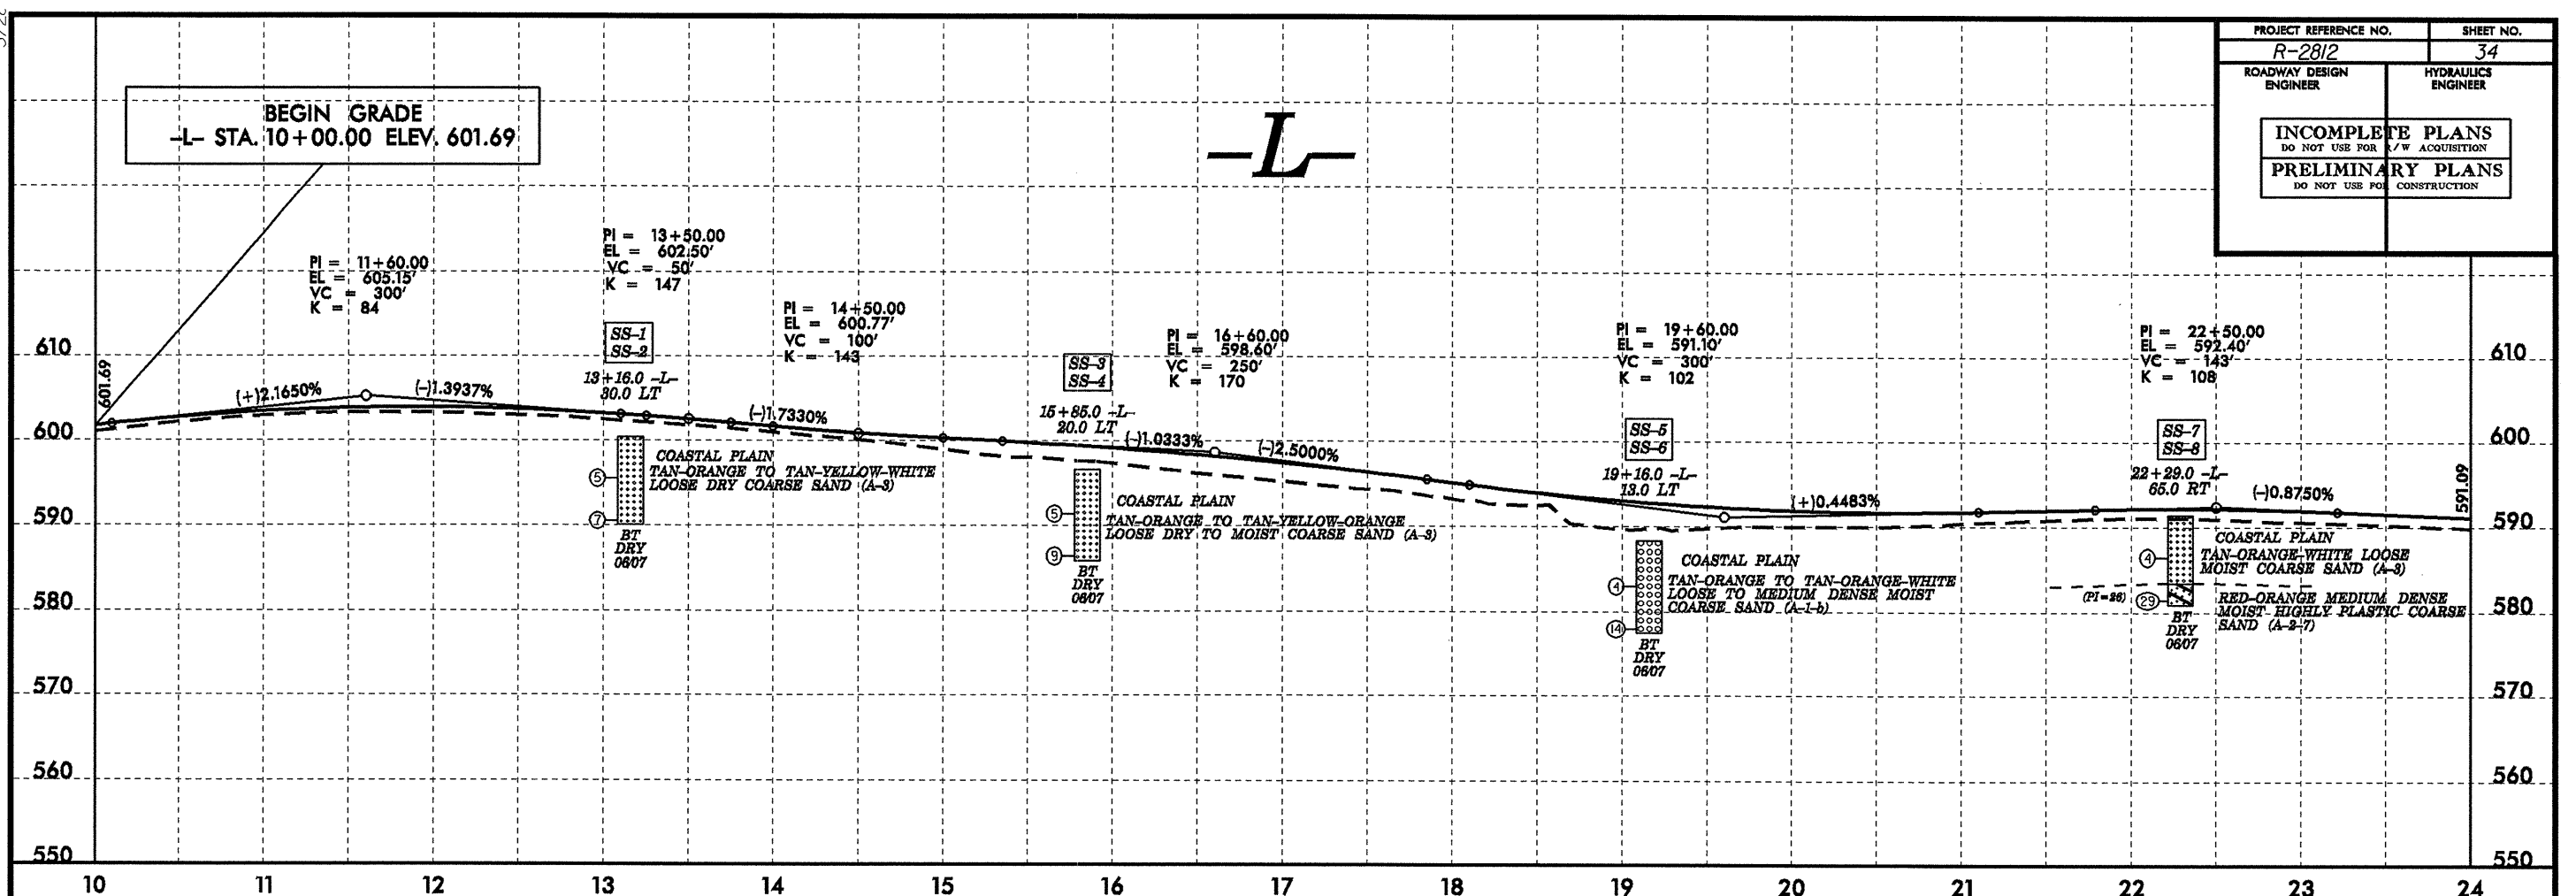 PROJECT REFERENCE NO.
SHEET NO.
R-2812
34
ROADWAY DESIGN
ENGINEER
HYDRAULICS
ENGINEER
INCOMPLETE PLANS
DO NOT USE FOR R/W ACQUISITION
PRELIMINARY PLANS
DO NOT USE FOR CONSTRUCTION
BEGIN GRADE
-L- STA. 10+00.00 ELEV. 601.69
-L-
PI = 11+60.00
EL = 605.15'
VC = 300'
K = 84
PI = 13+50.00
EL = 602.50'
VC = 50'
K = 147
PI = 14+50.00
EL = 600.77'
VC = 100'
K = 143
PI = 16+60.00
EL = 598.60'
VC = 250'
K = 170
PI = 19+60.00
EL = 591.10'
VC = 300'
K = 102
PI = 22+50.00
EL = 592.40'
VC = 143'
K = 108
601.69
(+)2.1650%
(-)1.3937%
(-)1.7330%
(-)1.0333%
(-)2.5000%
(+)0.4483%
(-)0.8750%
591.09
SS-1
SS-2
13+16.0 -L-
30.0 LT
COASTAL PLAIN
TAN-ORANGE TO TAN-YELLOW-WHITE
LOOSE DRY COARSE SAND (A-3)
5
7
BT
DRY
06/07
SS-3
SS-4
15+85.0 -L-
20.0 LT
COASTAL PLAIN
TAN-ORANGE TO TAN-YELLOW-ORANGE
LOOSE DRY TO MOIST COARSE SAND (A-3)
5
9
BT
DRY
06/07
SS-5
SS-6
19+16.0 -L-
13.0 LT
COASTAL PLAIN
TAN-ORANGE TO TAN-ORANGE-WHITE
LOOSE TO MEDIUM DENSE MOIST
COARSE SAND (A-1-b)
4
14
BT
DRY
06/07
SS-7
SS-8
22+29.0 -L-
65.0 RT
COASTAL PLAIN
TAN-ORANGE-WHITE LOOSE
MOIST COARSE SAND (A-3)
4
(PI=26)
29
RED-ORANGE MEDIUM DENSE
MOIST HIGHLY PLASTIC COARSE
SAND (A-2-7)
BT
DRY
06/07
610
600
590
580
570
560
550
610
600
590
580
570
560
550
10 11 12 13 14 15 16 17 18 19 20 21 22 23 24